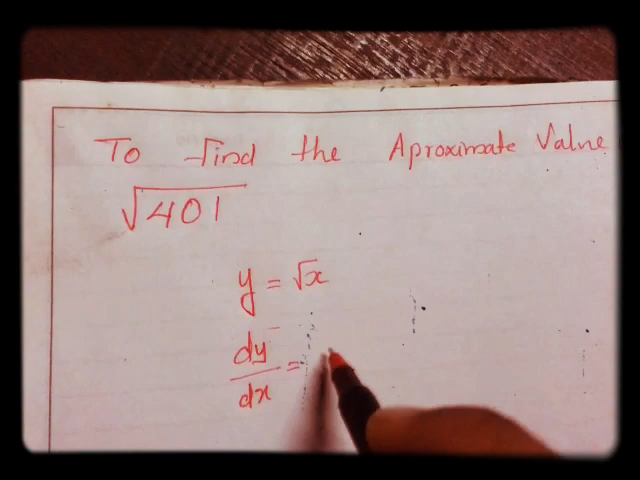 To find the Aproximate Value
√401
y = √x
dy/dx =